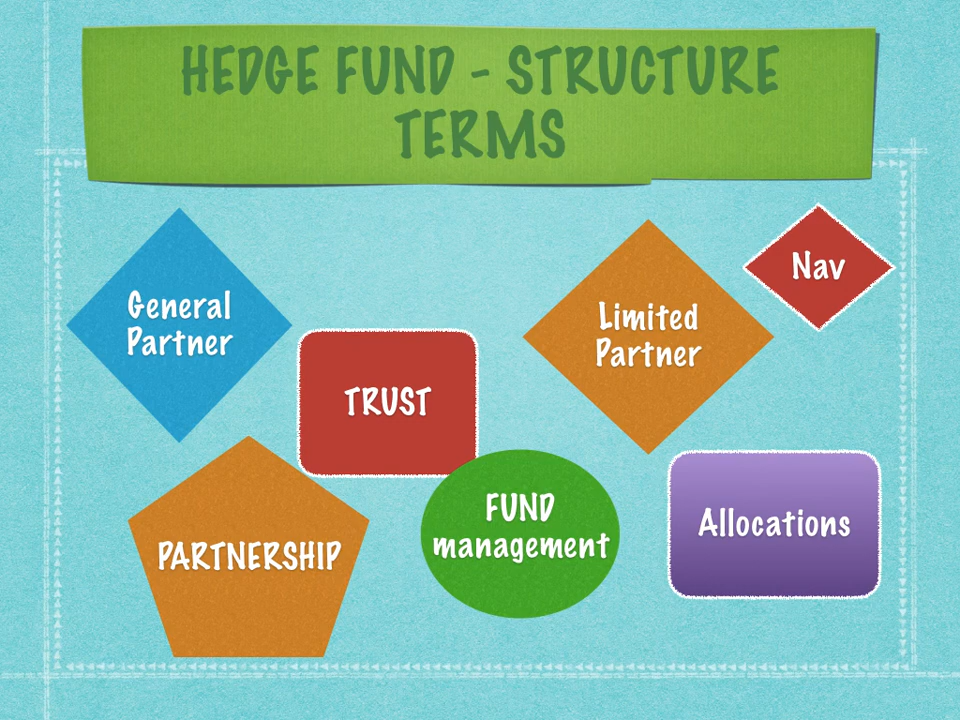 HEDGE FUND - STRUCTURE
TERMS
General
Partner
TRUST
Limited
Partner
Nav
PARTNERSHIP
FUND
management
Allocations